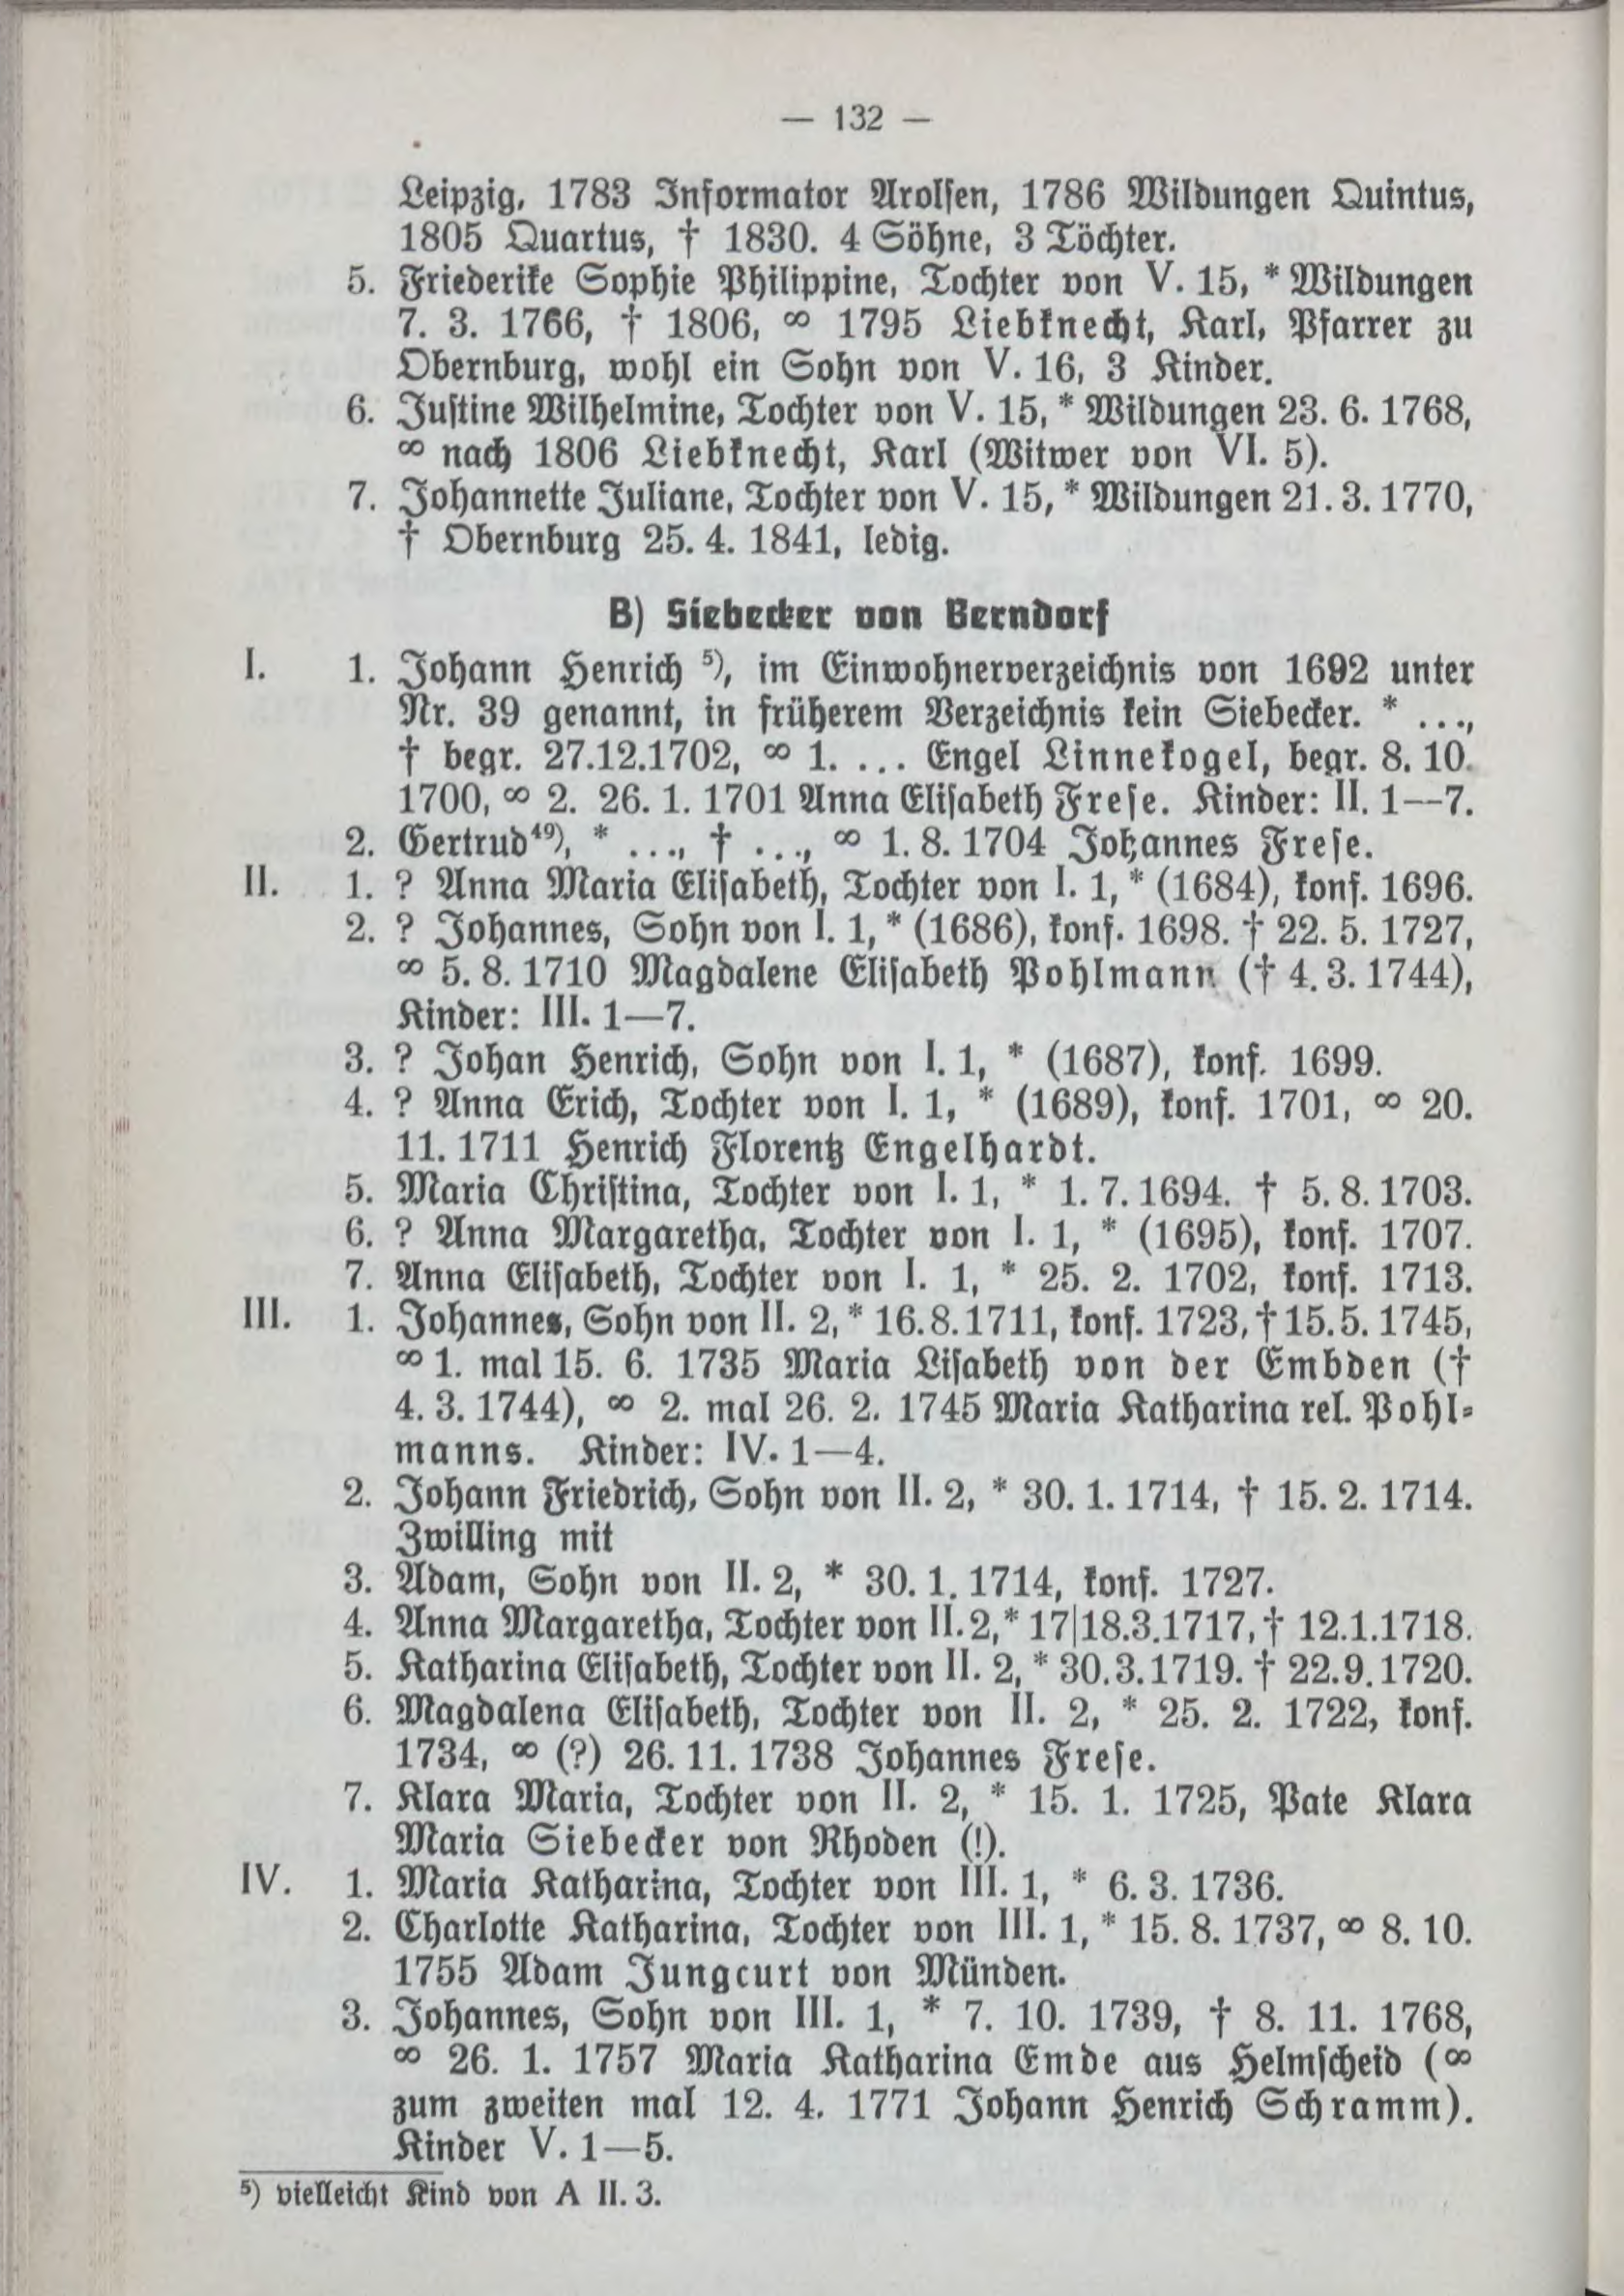 — 132 —
Leipzig, 1783 Informator Arolsen, 1786 Wildungen Quintus,
1805 Quartus, † 1830. 4 Söhne, 3 Töchter.
5. Friederike Sophie Philippine, Tochter von V. 15, * Wildungen
7. 3. 1766, † 1806, ∞ 1795 Liebknecht, Karl, Pfarrer zu
Obernburg, wohl ein Sohn von V. 16, 3 Kinder.
6. Justine Wilhelmine, Tochter von V. 15, * Wildungen 23. 6. 1768,
∞ nach 1806 Liebknecht, Karl (Witwer von VI. 5).
7. Johannette Juliane, Tochter von V. 15, * Wildungen 21. 3. 1770,
† Obernburg 25. 4. 1841, ledig.
B) Siebecker von Berndorf
I. 1. Johann Henrich ⁵), im Einwohnerverzeichnis von 1692 unter
Nr. 39 genannt, in früherem Verzeichnis kein Siebecker. * ...,
† begr. 27.12.1702, ∞ 1. ... Engel Linnekogel, begr. 8. 10.
1700, ∞ 2. 26. 1. 1701 Anna Elisabeth Frese. Kinder: II. 1—7.
2. Gertrud⁴⁹), * ..., † ..., ∞ 1. 8. 1704 Johannes Frese.
II. 1. ? Anna Maria Elisabeth, Tochter von I. 1, * (1684), konf. 1696.
2. ? Johannes, Sohn von I. 1, * (1686), konf. 1698. † 22. 5. 1727,
∞ 5. 8. 1710 Magdalene Elisabeth Pohlmann († 4. 3. 1744),
Kinder: III. 1—7.
3. ? Johan Henrich, Sohn von I. 1, * (1687), konf. 1699.
4. ? Anna Erich, Tochter von I. 1, * (1689), konf. 1701, ∞ 20.
11. 1711 Henrich Florentz Engelhardt.
5. Maria Christina, Tochter von I. 1, * 1. 7. 1694. † 5. 8. 1703.
6. ? Anna Margaretha, Tochter von I. 1, * (1695), konf. 1707.
7. Anna Elisabeth, Tochter von I. 1, * 25. 2. 1702, konf. 1713.
III. 1. Johannes, Sohn von II. 2, * 16. 8. 1711, konf. 1723, † 15. 5. 1745,
∞ 1. mal 15. 6. 1735 Maria Lisabeth von der Embden (†
4. 3. 1744), ∞ 2. mal 26. 2. 1745 Maria Katharina rel. Pohl-
manns. Kinder: IV. 1—4.
2. Johann Friedrich, Sohn von II. 2, * 30. 1. 1714, † 15. 2. 1714.
Zwilling mit
3. Adam, Sohn von II. 2, * 30. 1. 1714, konf. 1727.
4. Anna Margaretha, Tochter von II. 2, * 17|18.3.1717, † 12.1.1718.
5. Katharina Elisabeth, Tochter von II. 2, * 30.3.1719. † 22.9.1720.
6. Magdalena Elisabeth, Tochter von II. 2, * 25. 2. 1722, konf.
1734, ∞ (?) 26. 11. 1738 Johannes Frese.
7. Klara Maria, Tochter von II. 2, * 15. 1. 1725, Pate Klara
Maria Siebecker von Rhoden (!).
IV. 1. Maria Katharina, Tochter von III. 1, * 6. 3. 1736.
2. Charlotte Katharina, Tochter von III. 1, * 15. 8. 1737, ∞ 8. 10.
1755 Adam Jungcurt von Münden.
3. Johannes, Sohn von III. 1, * 7. 10. 1739, † 8. 11. 1768,
∞ 26. 1. 1757 Maria Katharina Emde aus Helmscheid (∞
zum zweiten mal 12. 4. 1771 Johann Henrich Schramm).
Kinder V. 1—5.
⁵) vielleicht Kind von A II. 3.